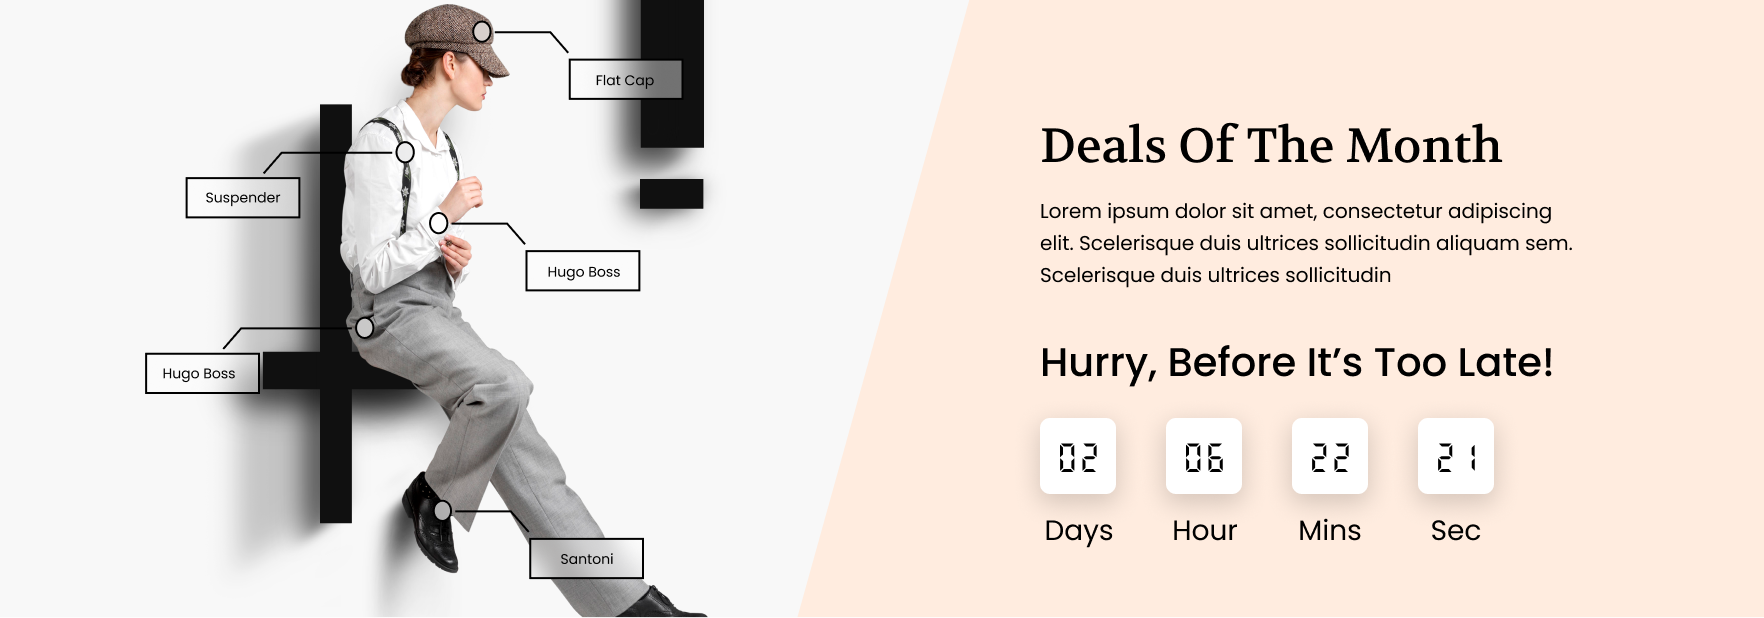 Flat Cap
Suspender
Hugo Boss
Hugo Boss
Santoni
Deals Of The Month
Lorem ipsum dolor sit amet, consectetur adipiscing
elit. Scelerisque duis ultrices sollicitudin aliquam sem.
Scelerisque duis ultrices sollicitudin
Hurry, Before It’s Too Late!
02 06 22 21
Days Hour Mins Sec